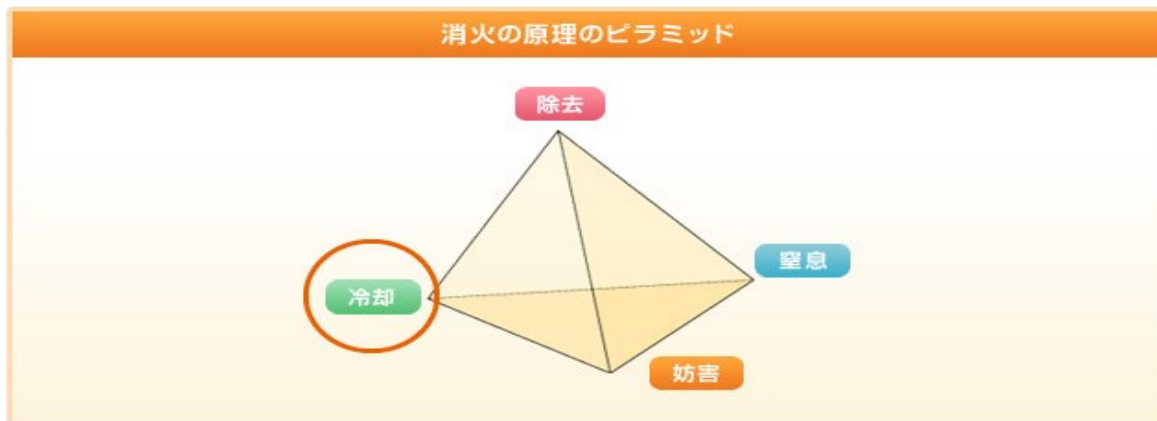 消火の原理のピラミッド
除去
窒息
冷却
妨害